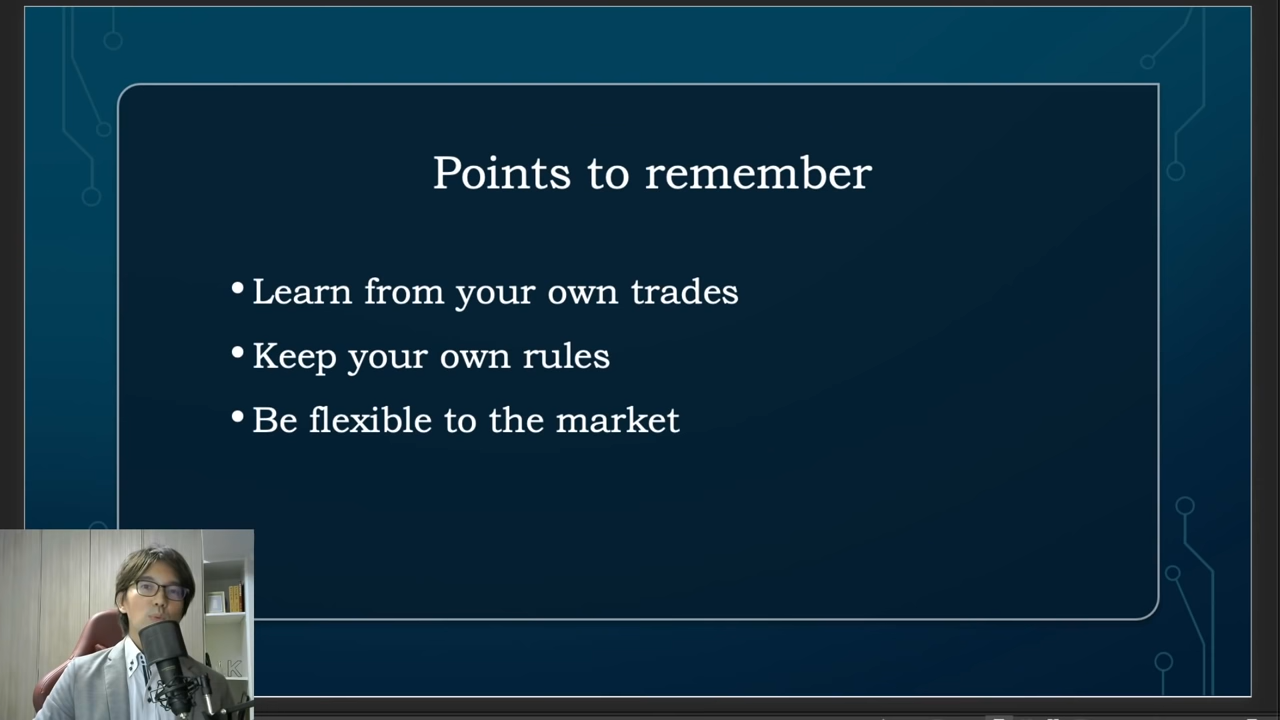 Points to remember
• Learn from your own trades
• Keep your own rules
• Be flexible to the market
K